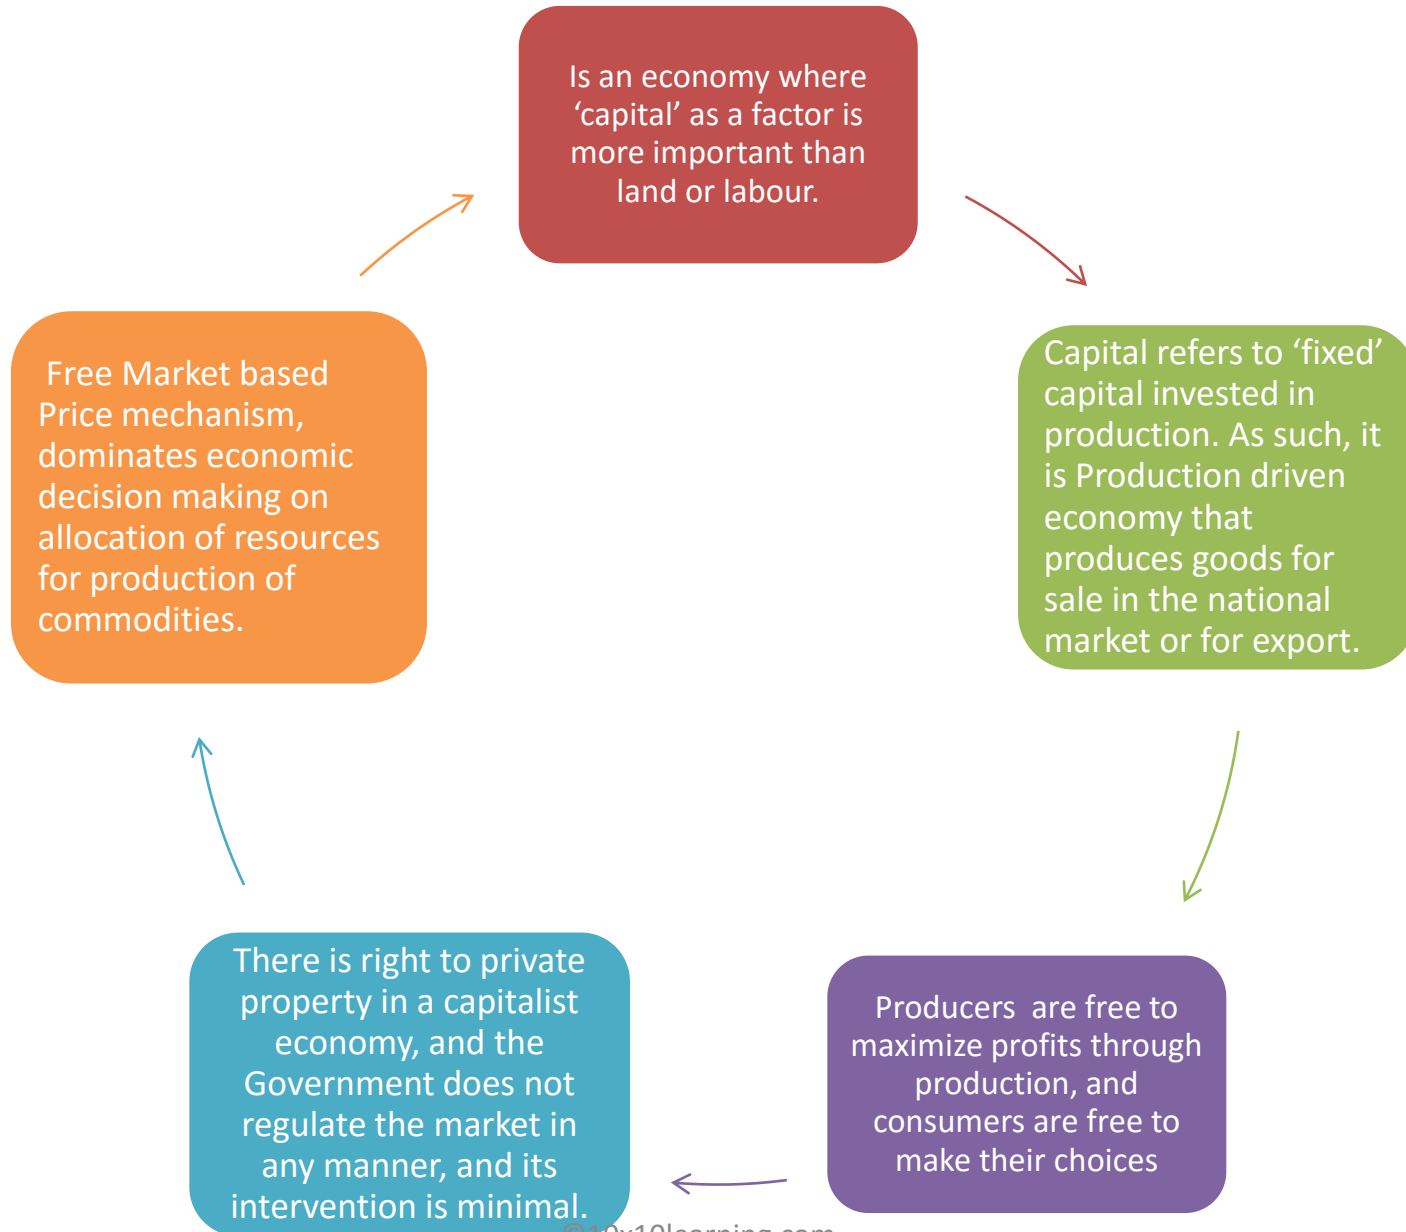 Is an economy where
‘capital’ as a factor is
more important than
land or labour.
Capital refers to ‘fixed’
capital invested in
production. As such, it
is Production driven
economy that
produces goods for
sale in the national
market or for export.
Producers are free to
maximize profits through
production, and
consumers are free to
make their choices
There is right to private
property in a capitalist
economy, and the
Government does not
regulate the market in
any manner, and its
intervention is minimal.
Free Market based
Price mechanism,
dominates economic
decision making on
allocation of resources
for production of
commodities.
©10x10learning.com